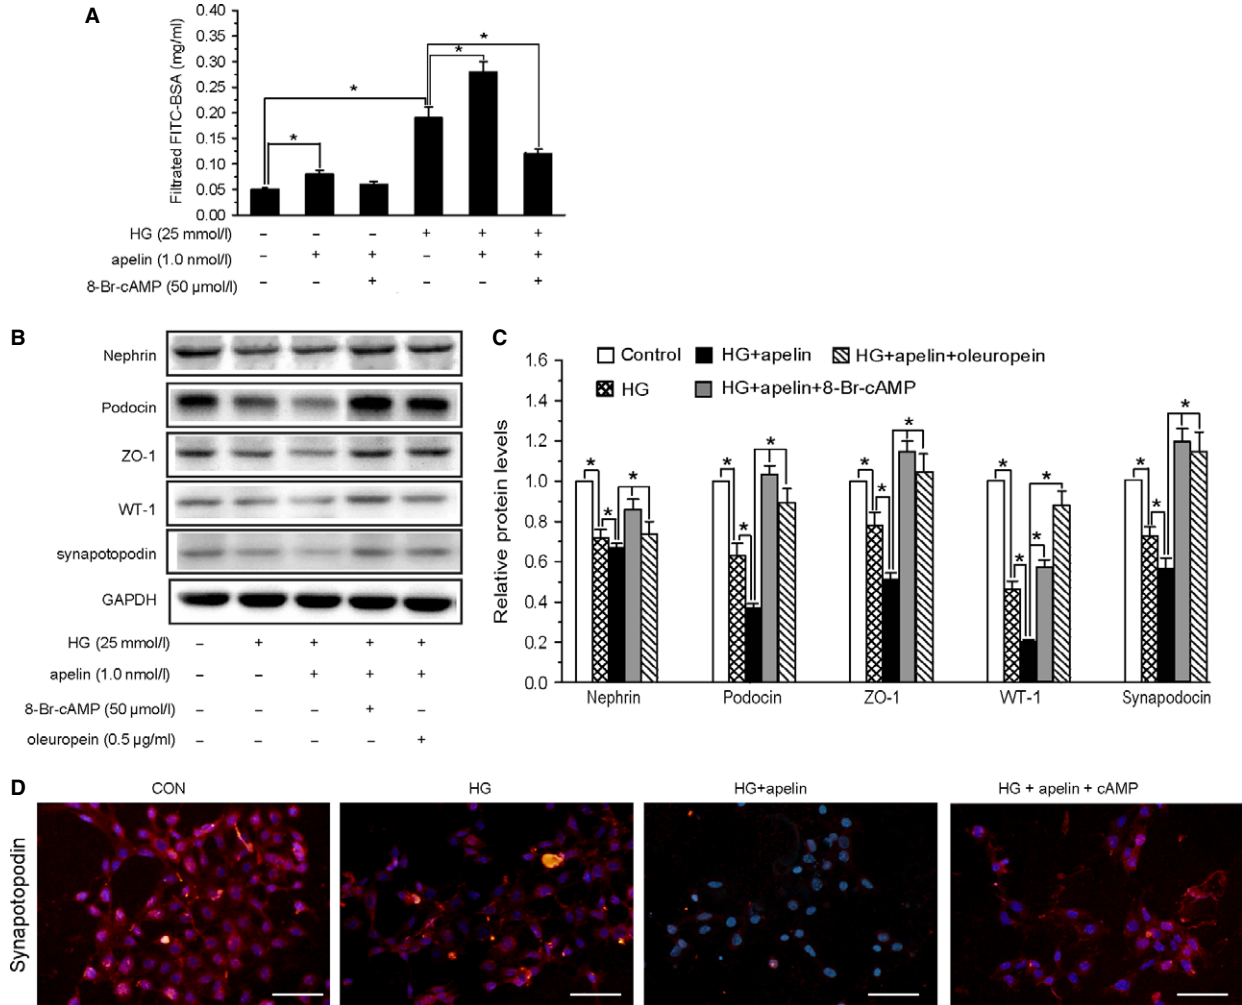 A
Filtrated FITC-BSA (mg/ml)
0.40
0.35
0.30
0.25
0.20
0.15
0.10
0.05
0.00
* * * * *
HG (25 mmol/l) – – – + + +
apelin (1.0 nmol/l) – + + – + +
8-Br-cAMP (50 µmol/l) – – + – – +
B
Nephrin
Podocin
ZO-1
WT-1
synapotopodin
GAPDH
HG (25 mmol/l) – + + + +
apelin (1.0 nmol/l) – – + + +
8-Br-cAMP (50 µmol/l) – – – + –
oleuropein (0.5 µg/ml) – – – – +
C
Control HG+apelin HG+apelin+oleuropein
HG HG+apelin+8-Br-cAMP
Relative protein levels
1.6
1.4
1.2
1.0
0.8
0.6
0.4
0.2
0.0
* * * * * * * * * * * * * * * *
Nephrin Podocin ZO-1 WT-1 Synapodocin
D
CON HG HG+apelin HG + apelin + cAMP
Synapotopodin